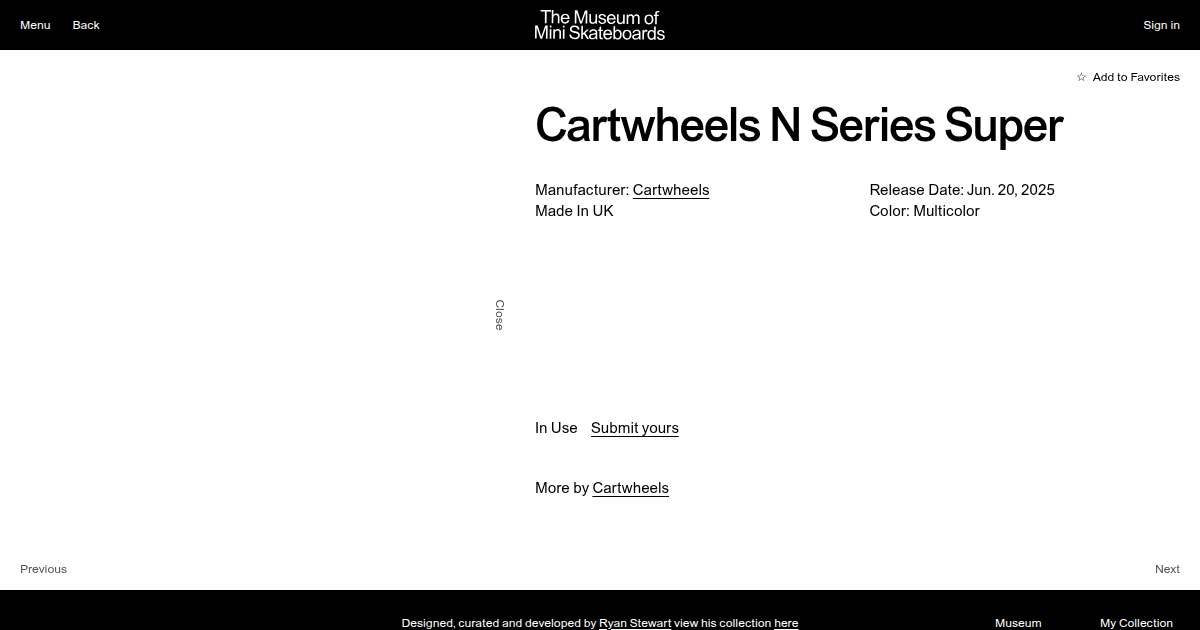 Menu
Back
The Museum of
Mini Skateboards
Sign in
☆ Add to Favorites
Cartwheels N Series Super
Manufacturer: Cartwheels
Made In UK
Release Date: Jun. 20, 2025
Color: Multicolor
Close
In Use
Submit yours
More by Cartwheels
Previous
Next
Designed, curated and developed by Ryan Stewart view his collection here
Museum
My Collection